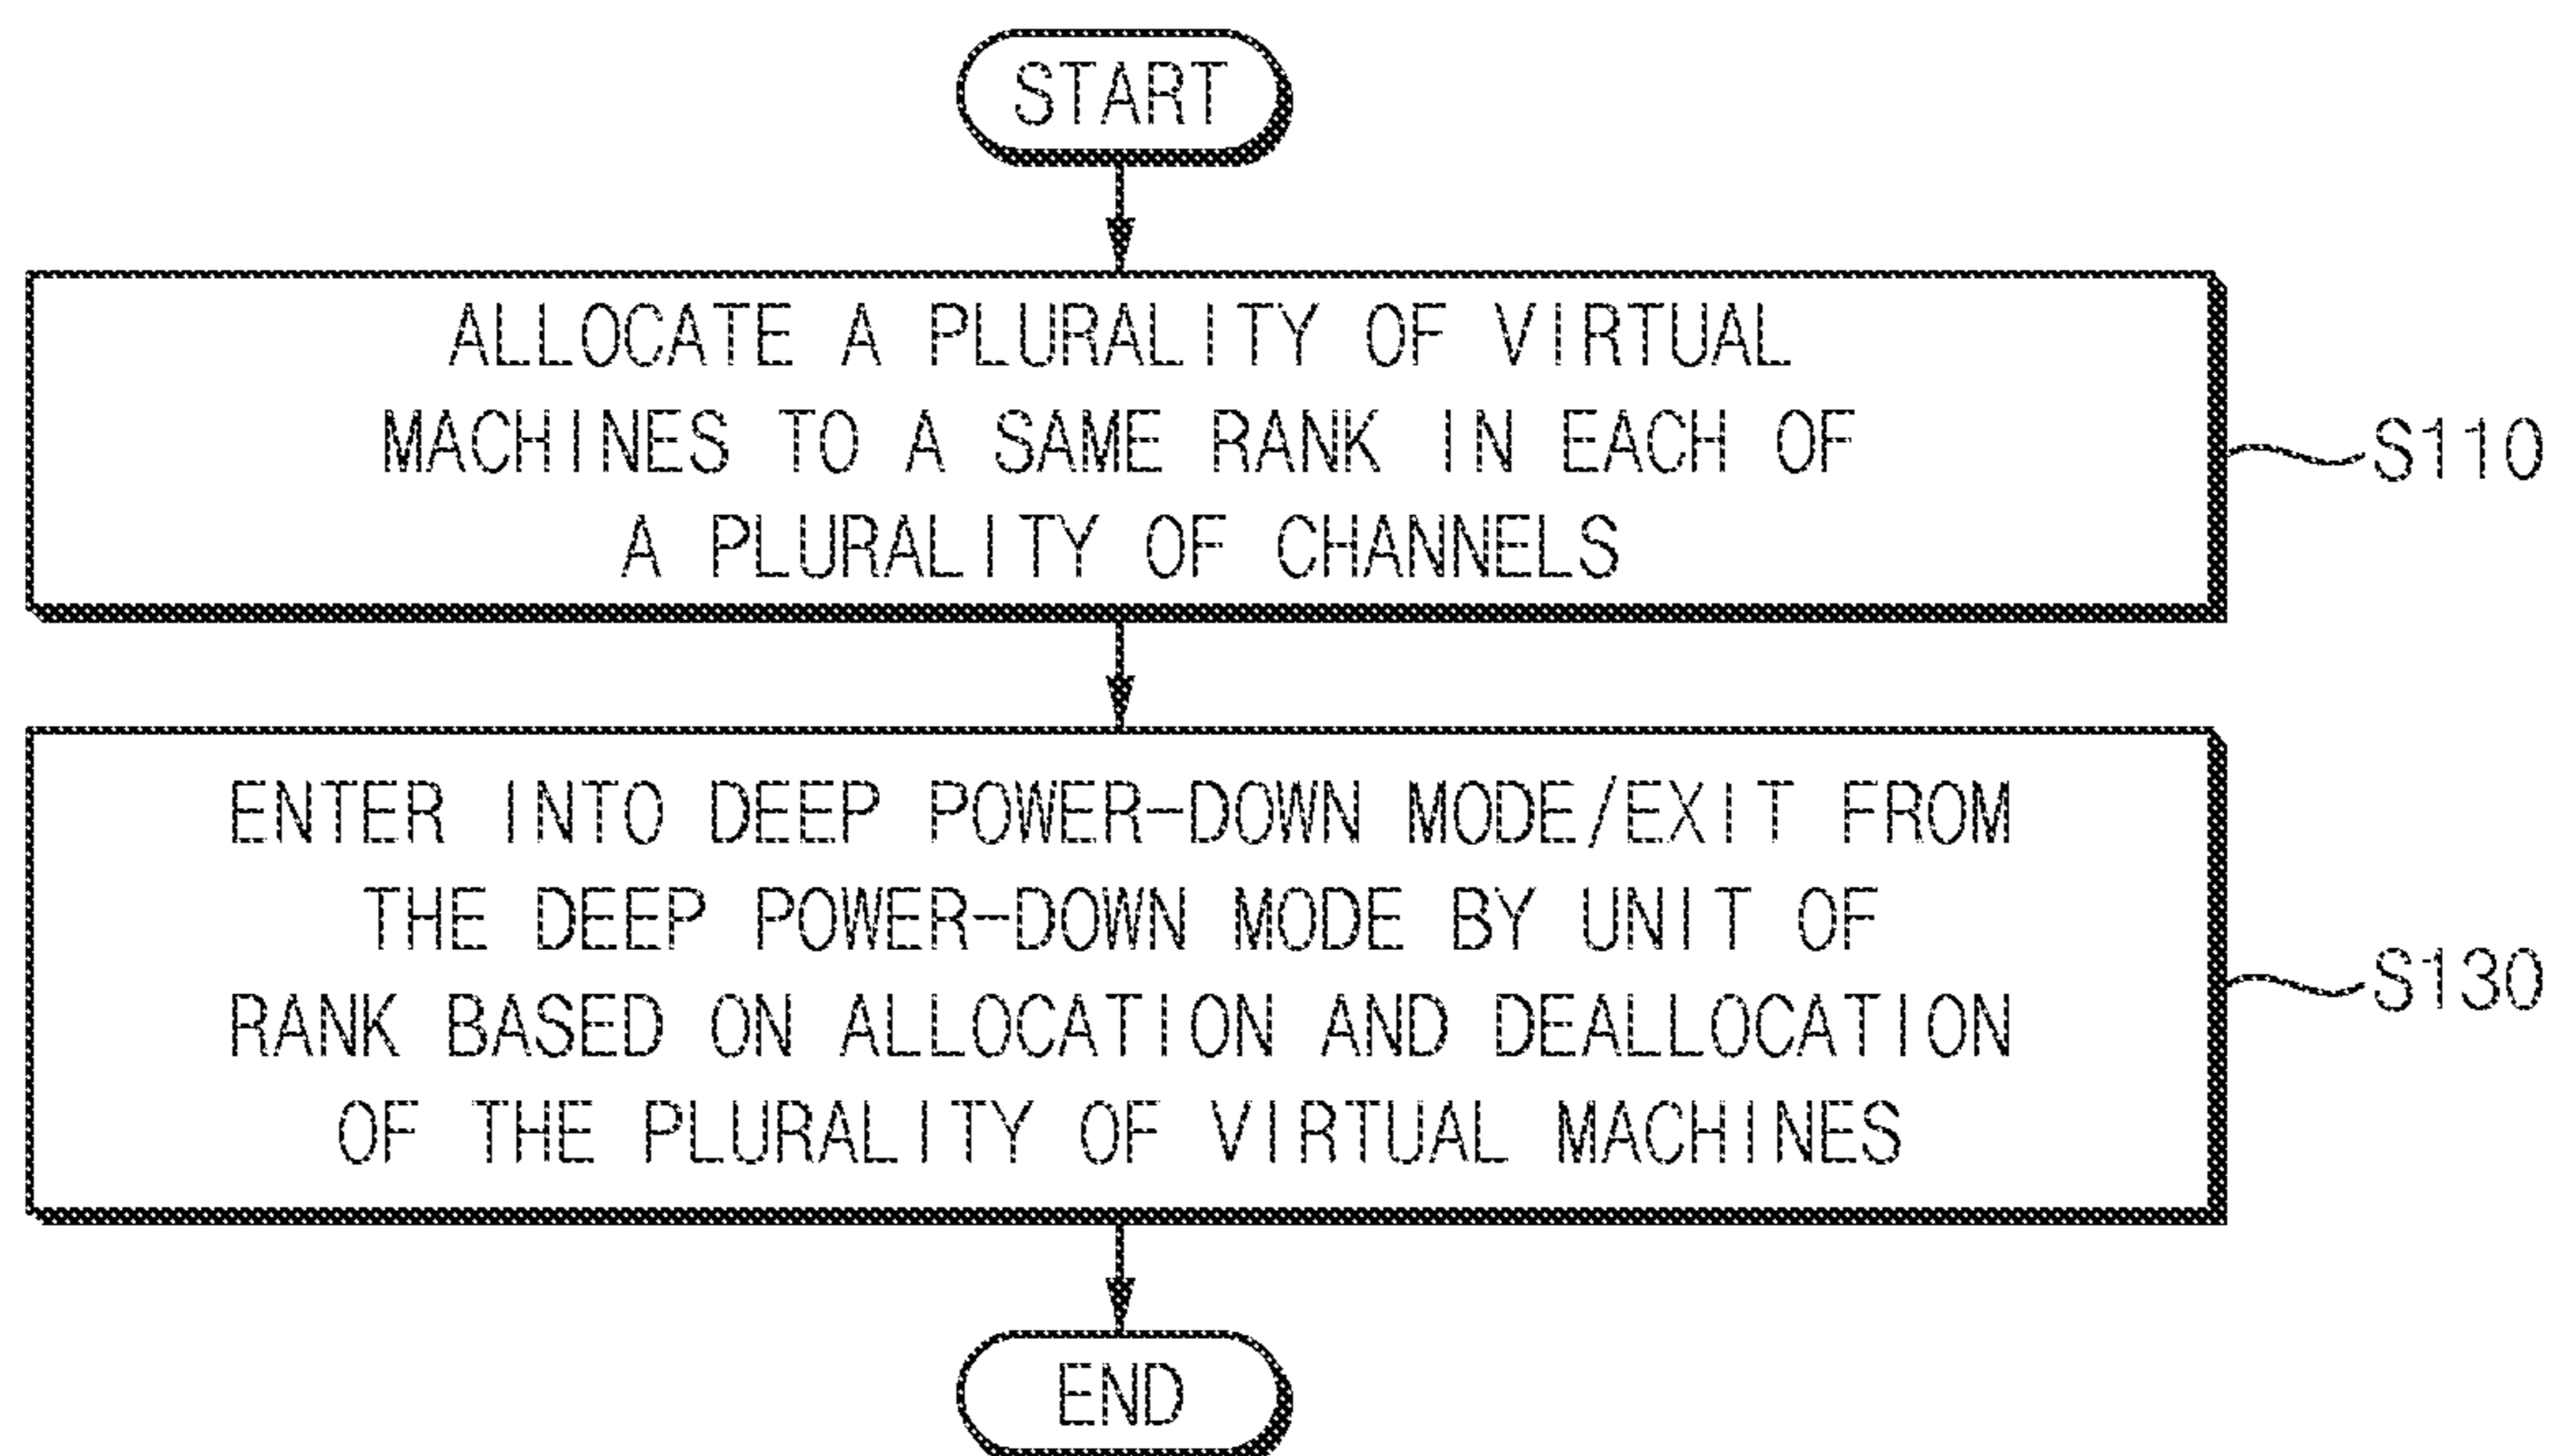 START
ALLOCATE A PLURALITY OF VIRTUAL
MACHINES TO A SAME RANK IN EACH OF
A PLURALITY OF CHANNELS
S110
ENTER INTO DEEP POWER-DOWN MODE/EXIT FROM
THE DEEP POWER-DOWN MODE BY UNIT OF
RANK BASED ON ALLOCATION AND DEALLOCATION
OF THE PLURALITY OF VIRTUAL MACHINES
S130
END